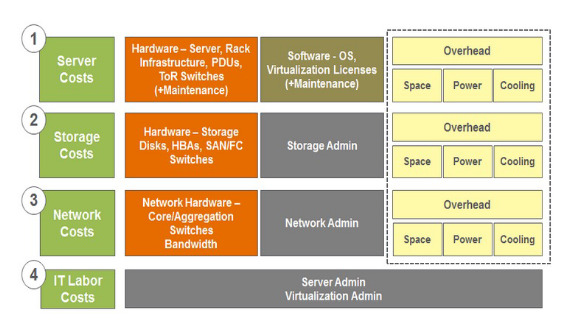 1
Server
Costs
Hardware – Server, Rack
Infrastructure, PDUs,
ToR Switches
(+Maintenance)
Software - OS,
Virtualization Licenses
(+Maintenance)
Overhead
Space
Power
Cooling
2
Storage
Costs
Hardware – Storage
Disks, HBAs, SAN/FC
Switches
Storage Admin
Overhead
Space
Power
Cooling
3
Network
Costs
Network Hardware –
Core/Aggregation
Switches
Bandwidth
Network Admin
Overhead
Space
Power
Cooling
4
IT Labor
Costs
Server Admin
Virtualization Admin